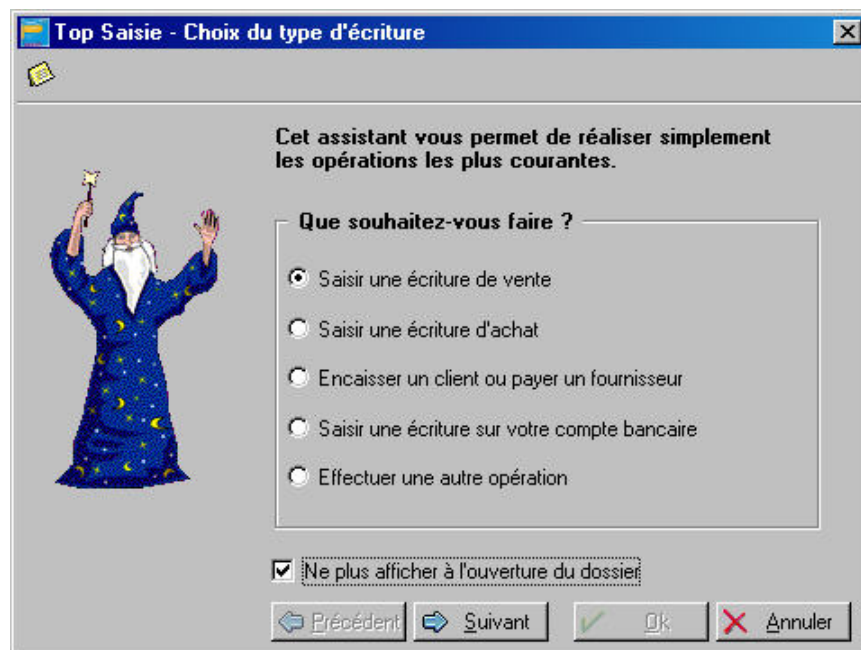 Top Saisie - Choix du type d'écriture
Cet assistant vous permet de réaliser simplement
les opérations les plus courantes.
Que souhaitez-vous faire ?
Saisir une écriture de vente
Saisir une écriture d'achat
Encaisser un client ou payer un fournisseur
Saisir une écriture sur votre compte bancaire
Effectuer une autre opération
Ne plus afficher à l'ouverture du dossier
Précédent Suivant Ok Annuler